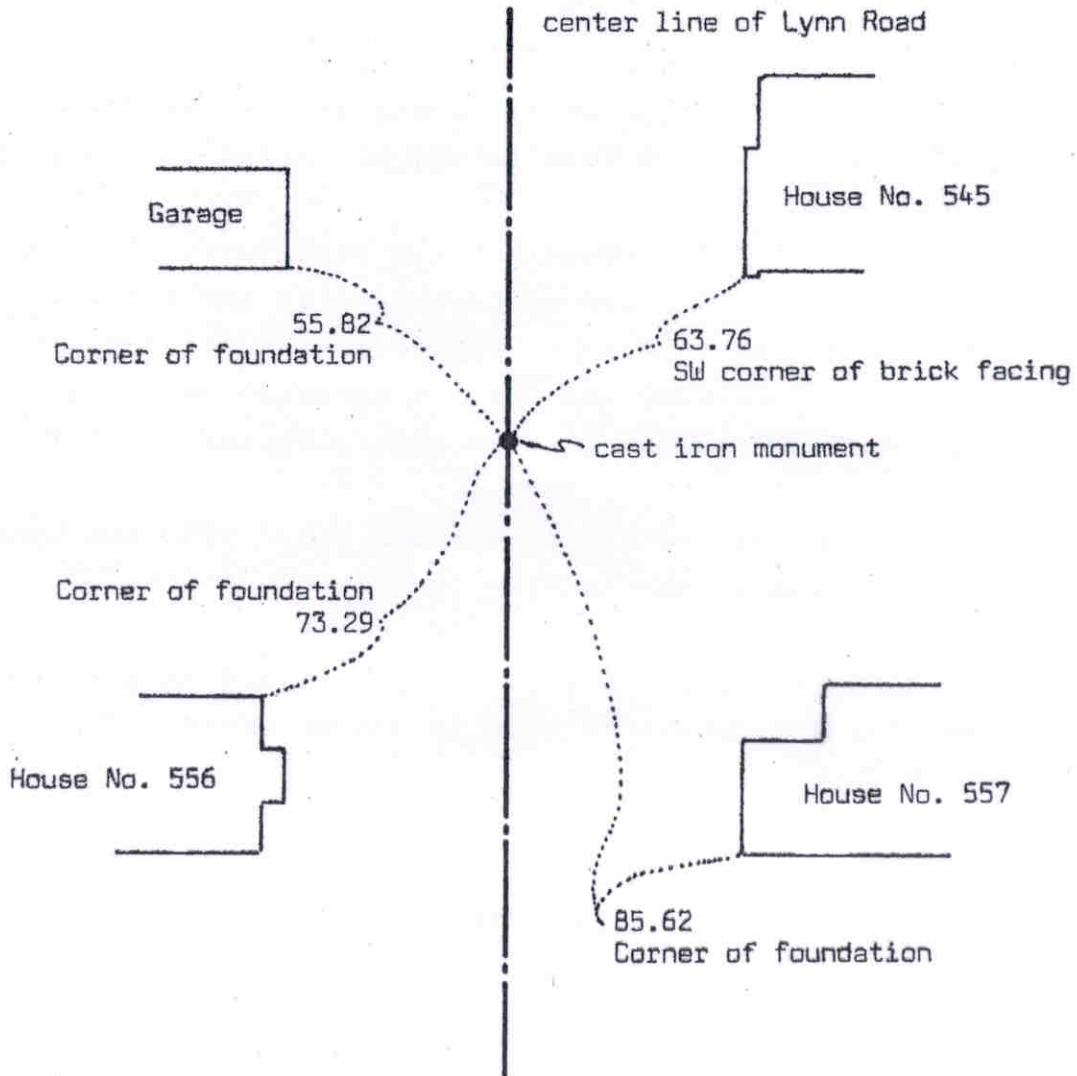 center line of Lynn Road
Garage
House No. 545
55.82
Corner of foundation
63.76
SW corner of brick facing
cast iron monument
Corner of foundation
73.29
House No. 556
House No. 557
85.62
Corner of foundation